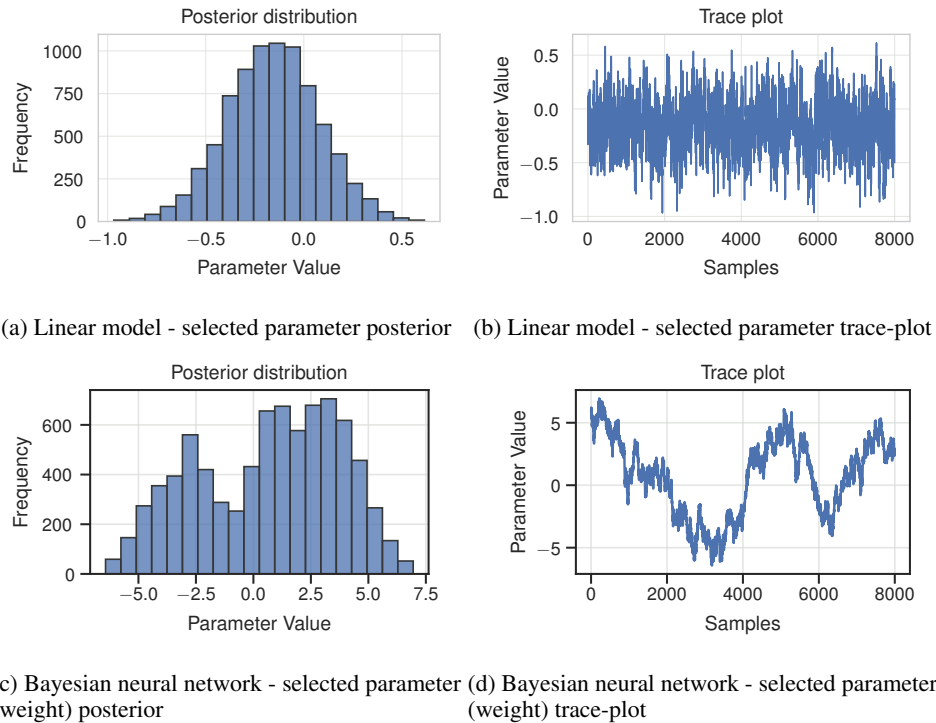 Posterior distribution
Frequency
1000
750
500
250
0
−1.0
−0.5
0.0
0.5
Parameter Value
Trace plot
Parameter Value
0.5
0.0
−0.5
−1.0
0
2000
4000
6000
8000
Samples
(a) Linear model - selected parameter posterior
(b) Linear model - selected parameter trace-plot
Posterior distribution
Frequency
600
400
200
0
−5.0
−2.5
0.0
2.5
5.0
7.5
Parameter Value
Trace plot
Parameter Value
5
0
−5
0
2000
4000
6000
8000
Samples
c) Bayesian neural network - selected parameter
weight) posterior
(d) Bayesian neural network - selected parameter
(weight) trace-plot